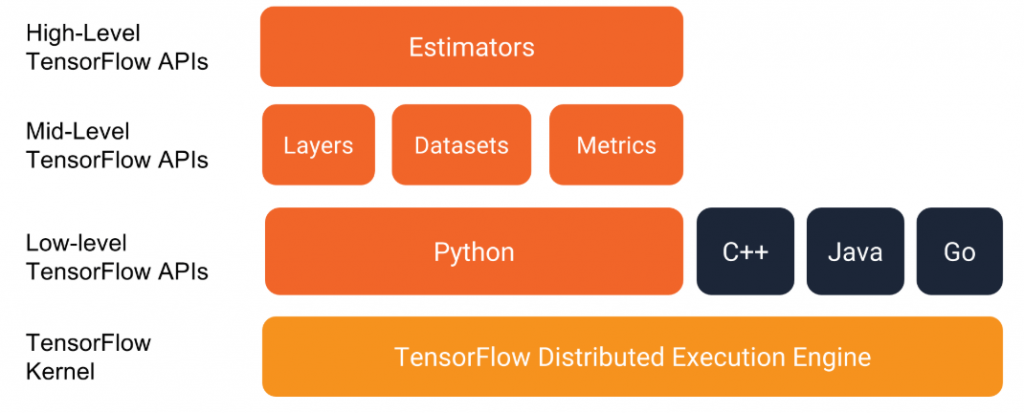 High-Level
TensorFlow APIs
Estimators
Mid-Level
TensorFlow APIs
Layers
Datasets
Metrics
Low-level
TensorFlow APIs
Python
C++
Java
Go
TensorFlow
Kernel
TensorFlow Distributed Execution Engine